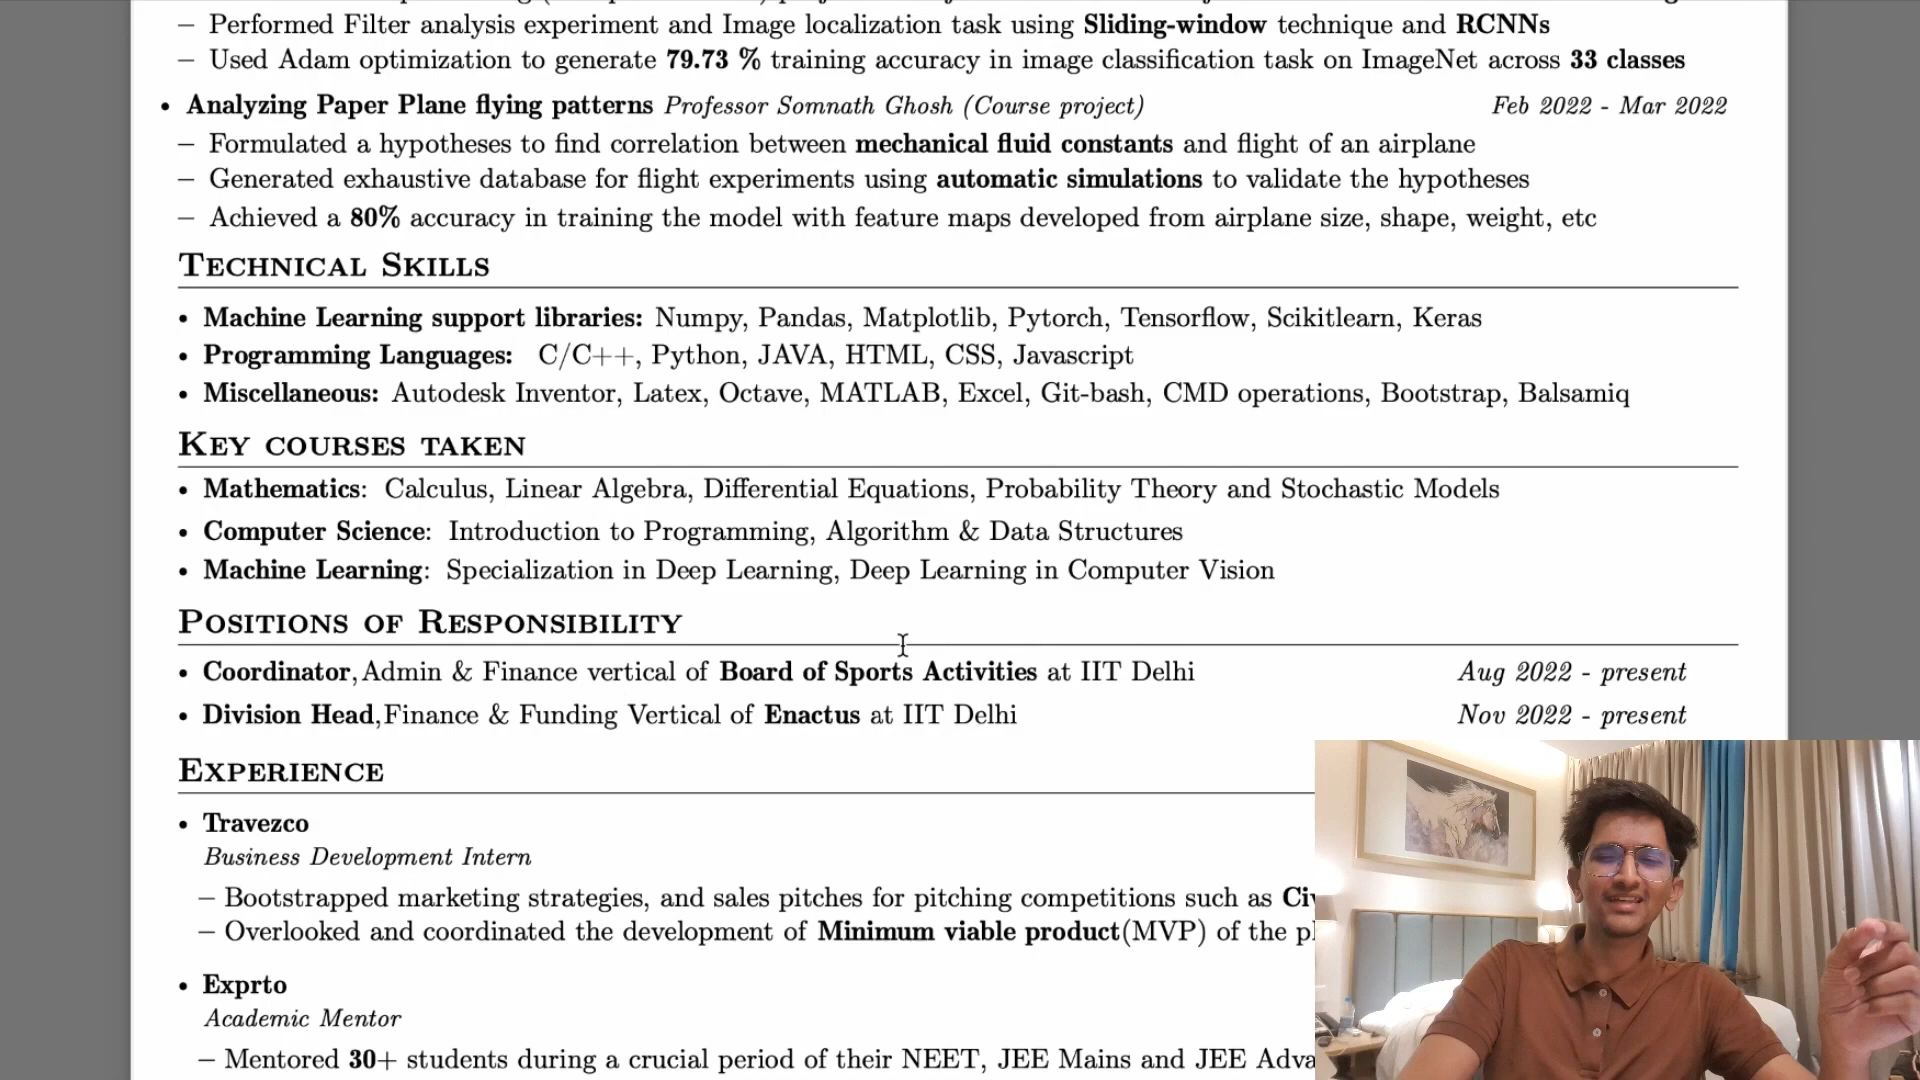 – Performed Filter analysis experiment and Image localization task using Sliding-window technique and RCNNs
– Used Adam optimization to generate 79.73 % training accuracy in image classification task on ImageNet across 33 classes
• Analyzing Paper Plane flying patterns Professor Somnath Ghosh (Course project) Feb 2022 - Mar 2022
– Formulated a hypotheses to find correlation between mechanical fluid constants and flight of an airplane
– Generated exhaustive database for flight experiments using automatic simulations to validate the hypotheses
– Achieved a 80% accuracy in training the model with feature maps developed from airplane size, shape, weight, etc
Technical Skills
• Machine Learning support libraries: Numpy, Pandas, Matplotlib, Pytorch, Tensorflow, Scikitlearn, Keras
• Programming Languages: C/C++, Python, JAVA, HTML, CSS, Javascript
• Miscellaneous: Autodesk Inventor, Latex, Octave, MATLAB, Excel, Git-bash, CMD operations, Bootstrap, Balsamiq
Key courses taken
• Mathematics: Calculus, Linear Algebra, Differential Equations, Probability Theory and Stochastic Models
• Computer Science: Introduction to Programming, Algorithm & Data Structures
• Machine Learning: Specialization in Deep Learning, Deep Learning in Computer Vision
Positions of Responsibility
• Coordinator,Admin & Finance vertical of Board of Sports Activities at IIT Delhi Aug 2022 - present
• Division Head,Finance & Funding Vertical of Enactus at IIT Delhi Nov 2022 - present
Experience
• Travezco
Business Development Intern
– Bootstrapped marketing strategies, and sales pitches for pitching competitions such as
– Overlooked and coordinated the development of Minimum viable product(MVP) of the
• Exprto
Academic Mentor
– Mentored 30+ students during a crucial period of their NEET, JEE Mains and JEE